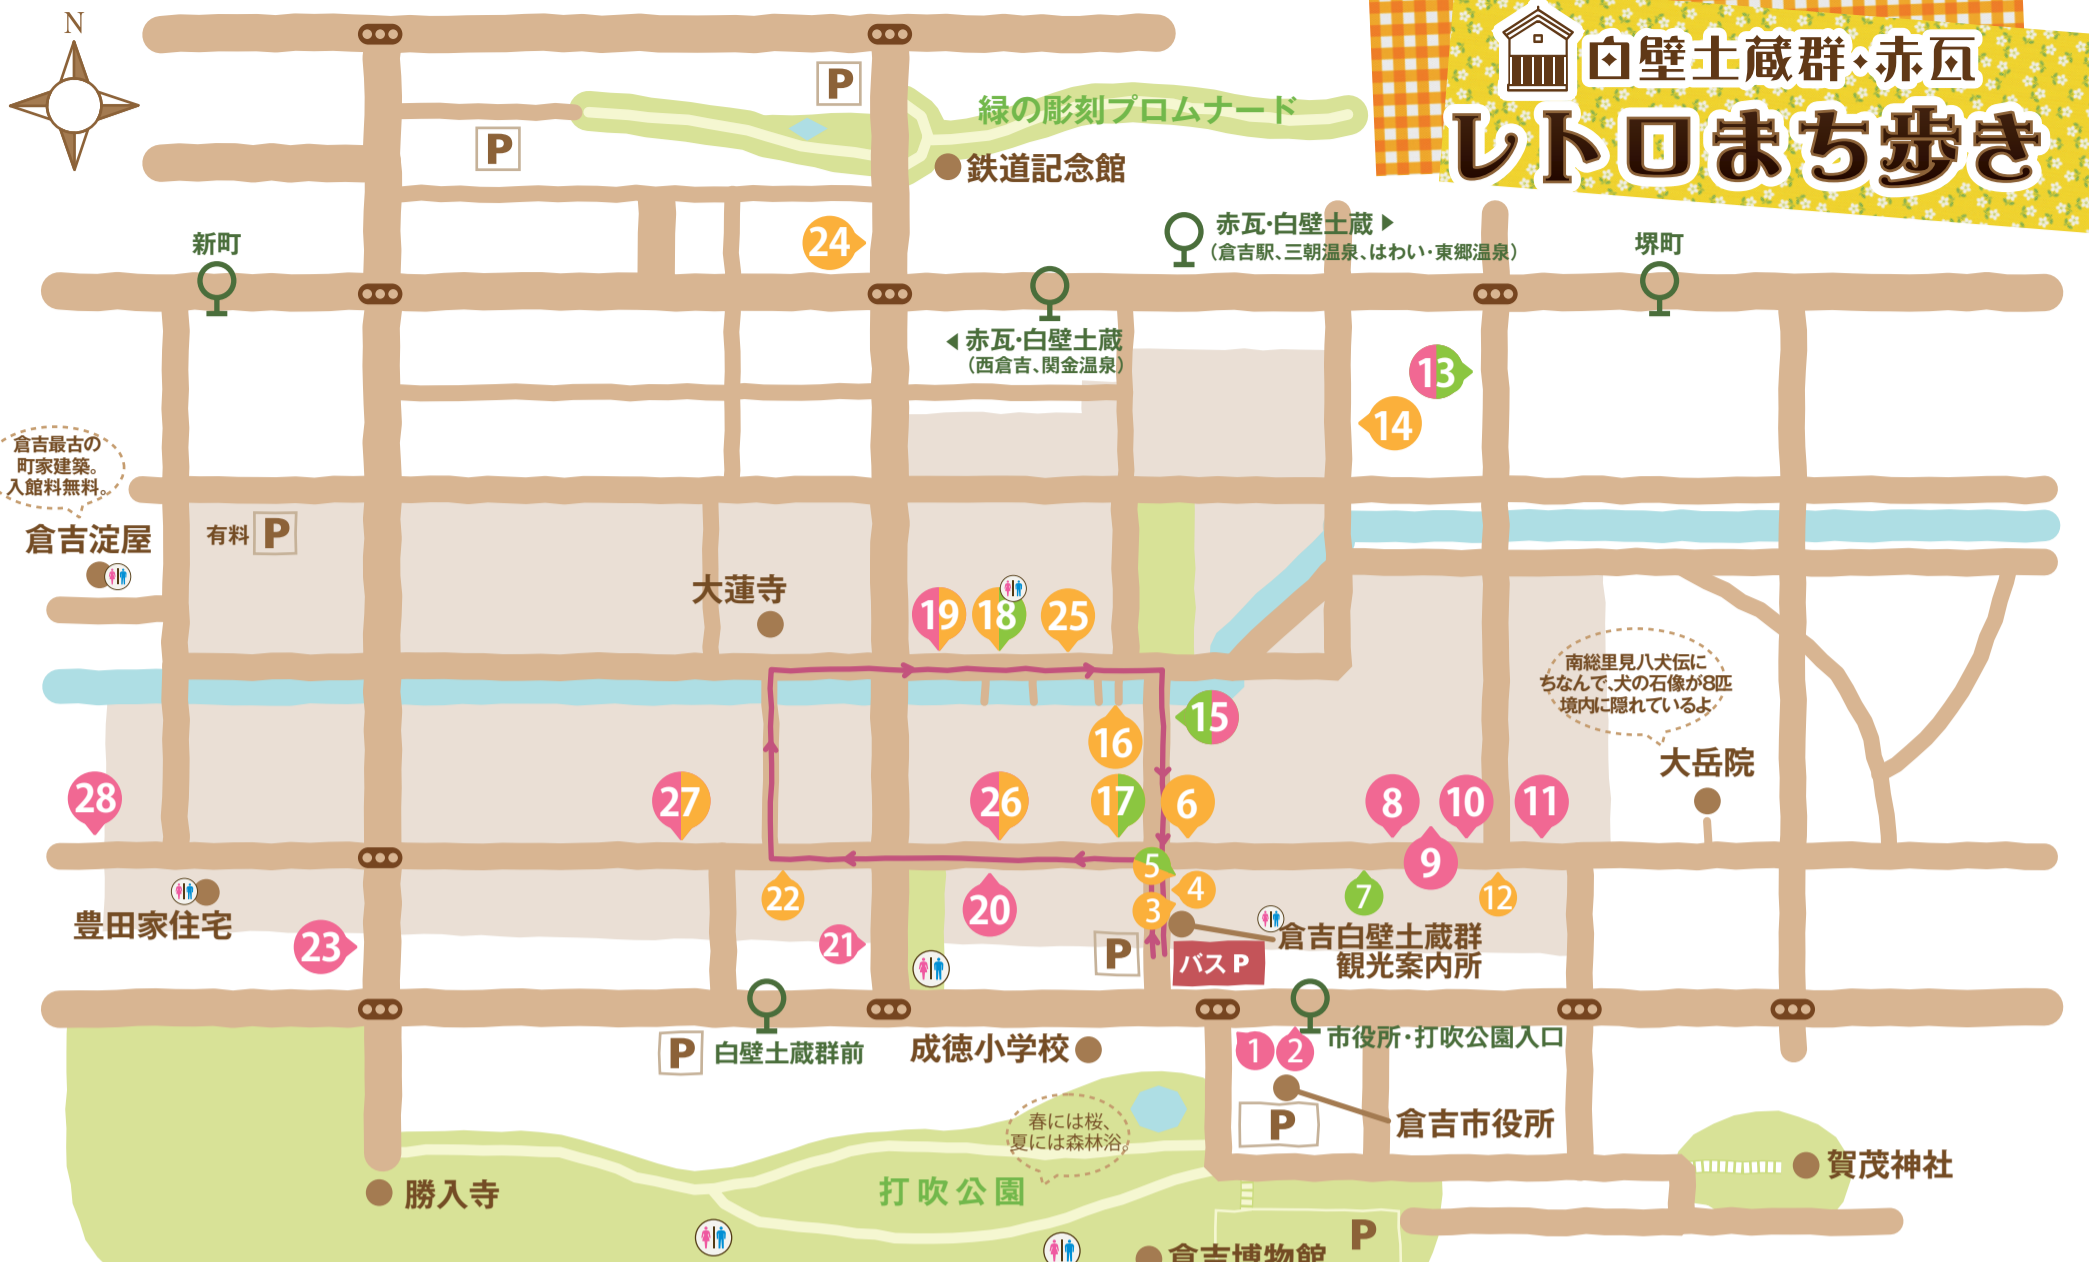 N
白壁土蔵群・赤瓦
レトロまち歩き
P
緑の彫刻プロムナード
P
鉄道記念館
新町
24
赤瓦・白壁土蔵▶
(倉吉駅、三朝温泉、はわい・東郷温泉)
堺町
◀赤瓦・白壁土蔵
(西倉吉、関金温泉)
13
14
倉吉最古の
町家建築。
入館料無料。
倉吉淀屋
有料 P
大蓮寺
19
18
25
南総里見八犬伝に
ちなんで、犬の石像が8匹
境内に隠れているよ
大岳院
15
16
28
27
26
17
6
8
10
11
9
5
4
3
7
12
22
20
21
23
豊田家住宅
P
バスP
倉吉白壁土蔵群
観光案内所
P
白壁土蔵群前
成徳小学校
1
2
市役所・打吹公園入口
倉吉市役所
P
春には桜、
夏には森林浴。
打吹公園
勝入寺
賀茂神社
P
倉吉博物館